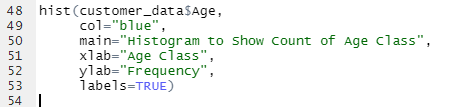 48 hist(customer_data$Age,
49 col="blue",
50 main="Histogram to Show Count of Age Class",
51 xlab="Age Class",
52 ylab="Frequency",
53 labels=TRUE)
54